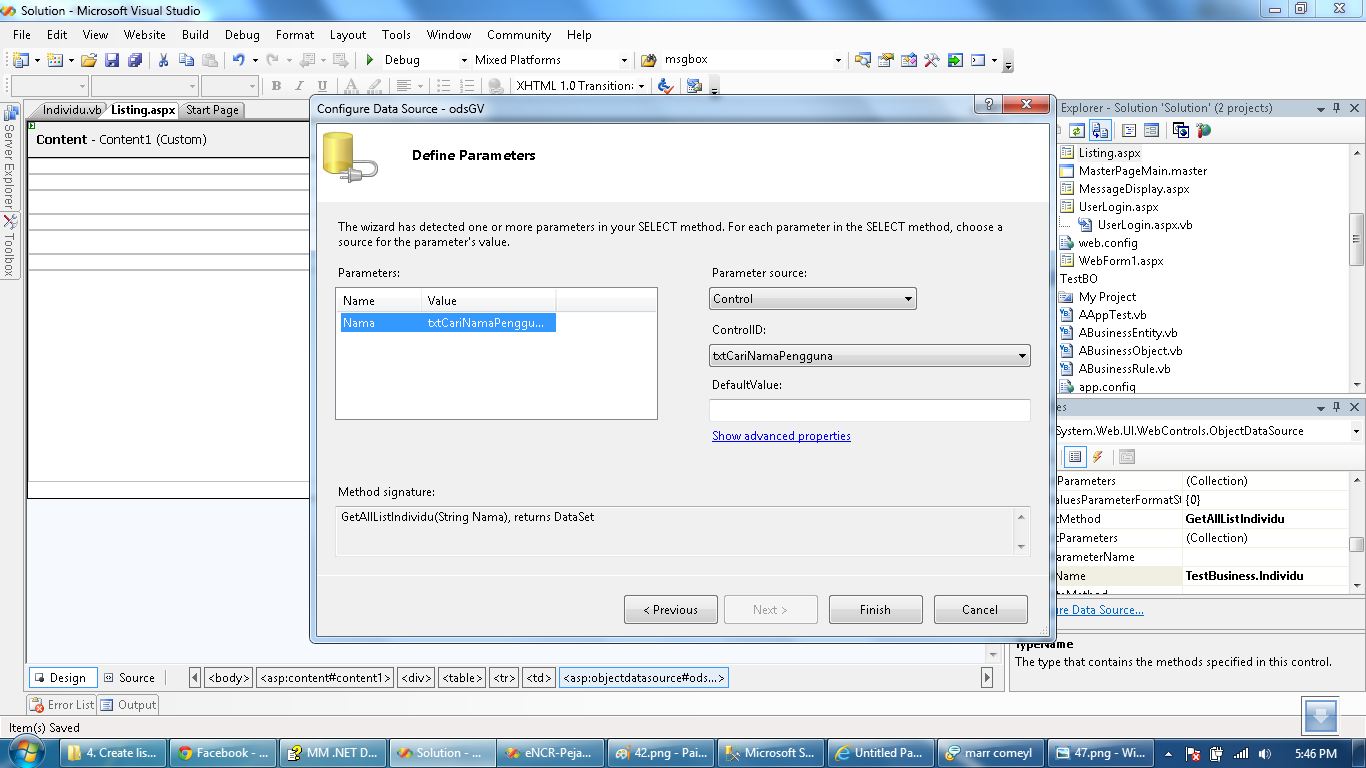 Solution - Microsoft Visual Studio
File Edit View Website Build Debug Format Layout Tools Window Community Help
Debug Mixed Platforms msgbox
B I U A XHTML 1.0 Transition:
Individu.vb Listing.aspx Start Page
Server Explorer
Toolbox
Content - Content1 (Custom)
Configure Data Source - odsGV
Define Parameters
The wizard has detected one or more parameters in your SELECT method. For each parameter in the SELECT method, choose a
source for the parameter's value.
Parameters:
Name Value
Nama txtCariNamaPenggu...
Parameter source:
Control
ControlID:
txtCariNamaPengguna
DefaultValue:
Show advanced properties
Method signature:
GetAllListIndividu(String Nama), returns DataSet
< Previous Next > Finish Cancel
Explorer - Solution 'Solution' (2 projects)
Listing.aspx
MasterPageMain.master
MessageDisplay.aspx
UserLogin.aspx
UserLogin.aspx.vb
web.config
WebForm1.aspx
TestBO
My Project
AAppTest.vb
ABusinessEntity.vb
ABusinessObject.vb
ABusinessRule.vb
app.config
es
System.Web.UI.WebControls.ObjectDataSource
Parameters (Collection)
aluesParameterFormatSt {0}
tMethod GetAllListIndividu
tParameters (Collection)
arameterName
Name TestBusiness.Individu
teMethod
re Data Source...
TypeName
The type that contains the methods specified in this control.
Design Source <body> <asp:content#content1> <div> <table> <tr> <td> <asp:objectdatasource#ods...>
Error List Output
Item(s) Saved
4. Create lis... Facebook - ... MM .NET D... Solution - ... eNCR-Peja... 42.png - Pai... Microsoft S... Untitled Pa... marr comeyl 47.png - Wi... 5:46 PM